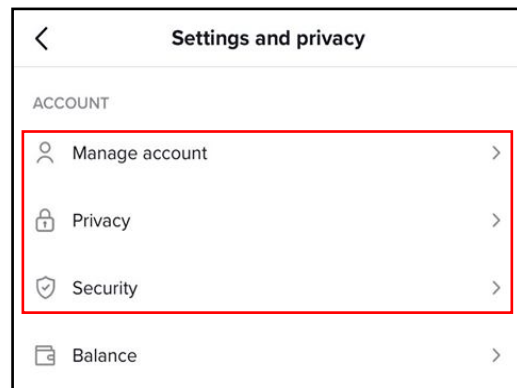 Settings and privacy
ACCOUNT
Manage account
Privacy
Security
Balance